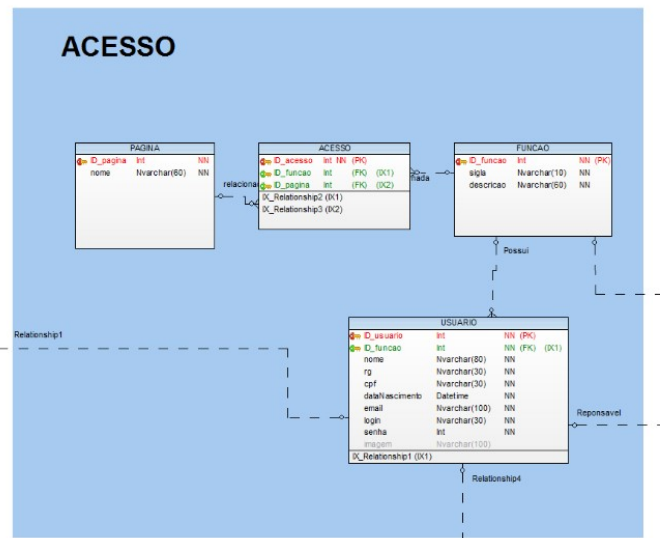 ACESSO
PAGINA
ID_pagina Int NN
nome Nvarchar(60) NN
relaciona
ACESSO
ID_acesso Int NN (PK)
ID_funcao Int (FK) (IX1)
ID_pagina Int (FK) (IX2)
IX_Relationship2 (IX1)
IX_Relationship3 (IX2)
nada
FUNCAO
ID_funcao Int NN (PK)
sigla Nvarchar(10) NN
descricao Nvarchar(60) NN
Possui
Relationship1
USUARIO
ID_usuario Int NN (PK)
ID_funcao Int NN (FK) (IX1)
nome Nvarchar(80) NN
rg Nvarchar(30) NN
cpf Nvarchar(30) NN
dataNascimento Datetime NN
email Nvarchar(100) NN
login Nvarchar(30) NN
senha Int NN
imagem Nvarchar(100)
IX_Relationship1 (IX1)
Reponsavel
Relationship4